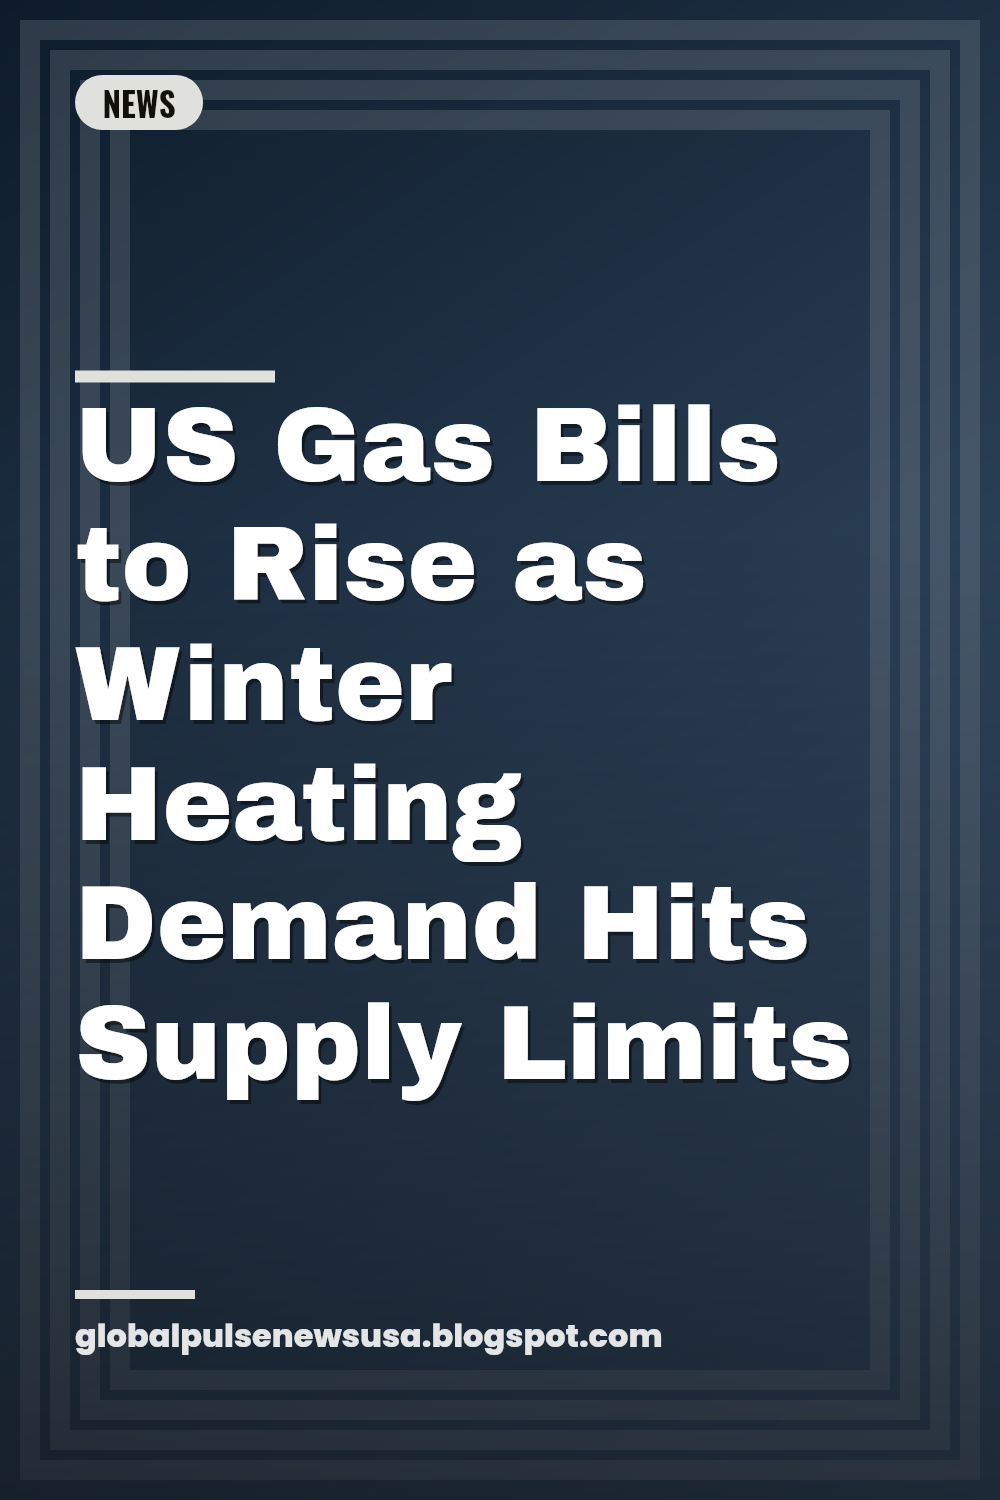 NEWS
US Gas Bills
to Rise as
Winter
Heating
Demand Hits
Supply Limits
globalpulsenewsusa.blogspot.com